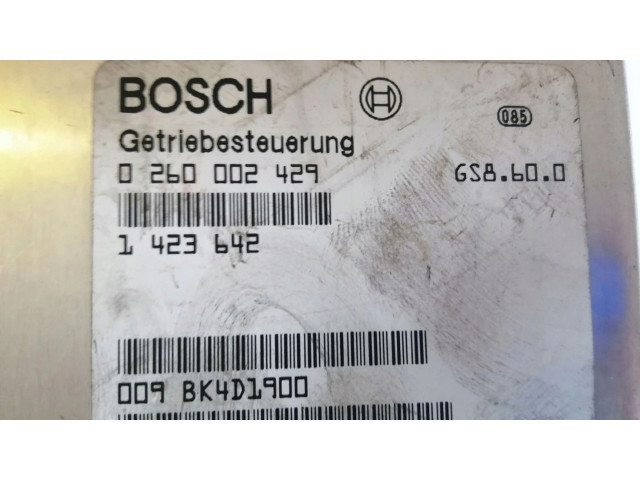 BOSCH
085
Getriebesteuerung
0 260 002 429 GS8.60.0
1 423 642
009 BK4D1900